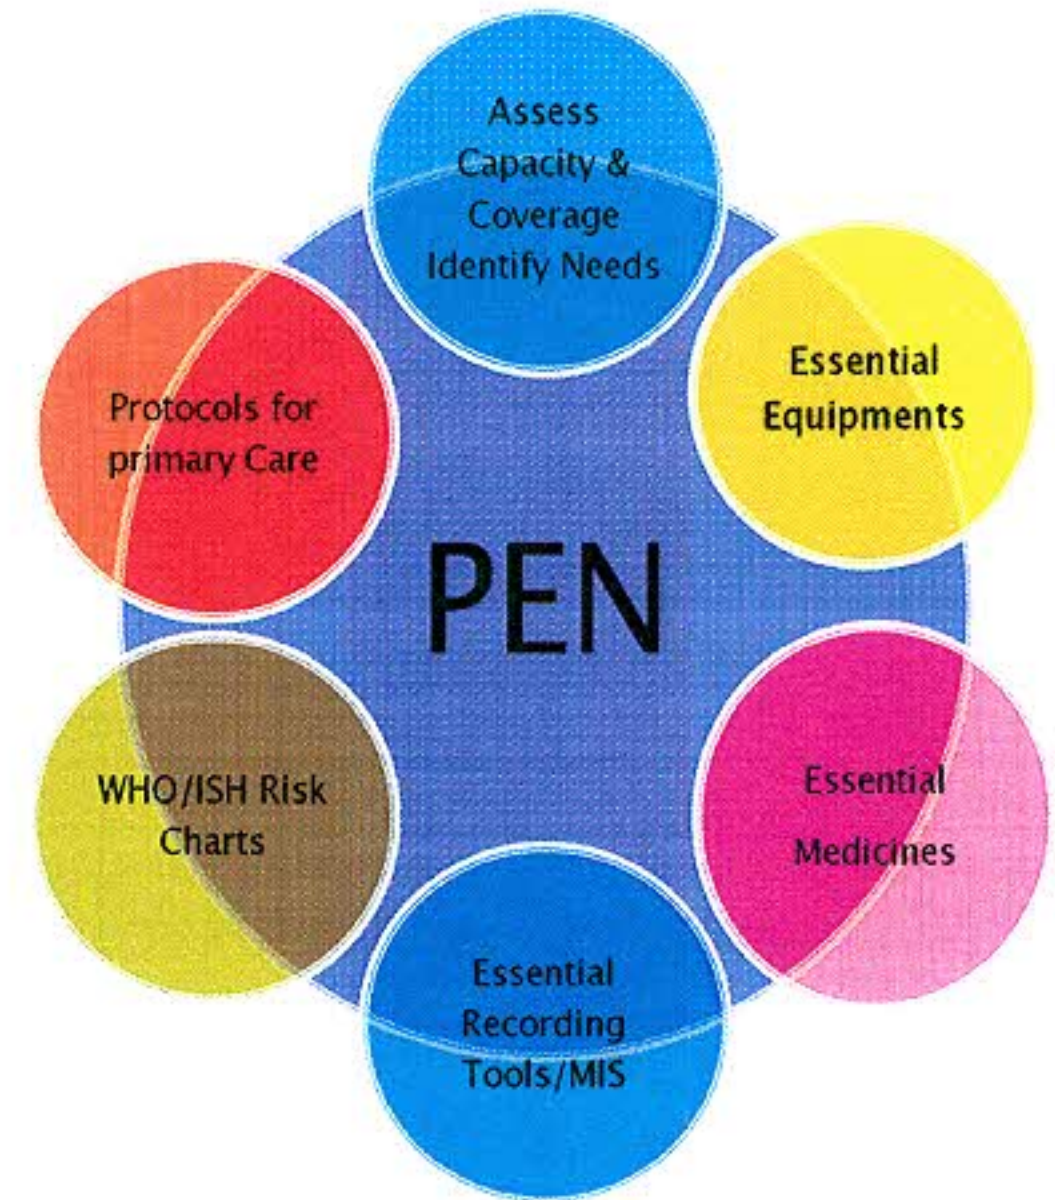 Assess
Capacity &
Coverage
Identify Needs
Essential
Equipments
Protocols for
primary Care
PEN
WHO/ISH Risk
Charts
Essential
Medicines
Essential
Recording
Tools/MIS